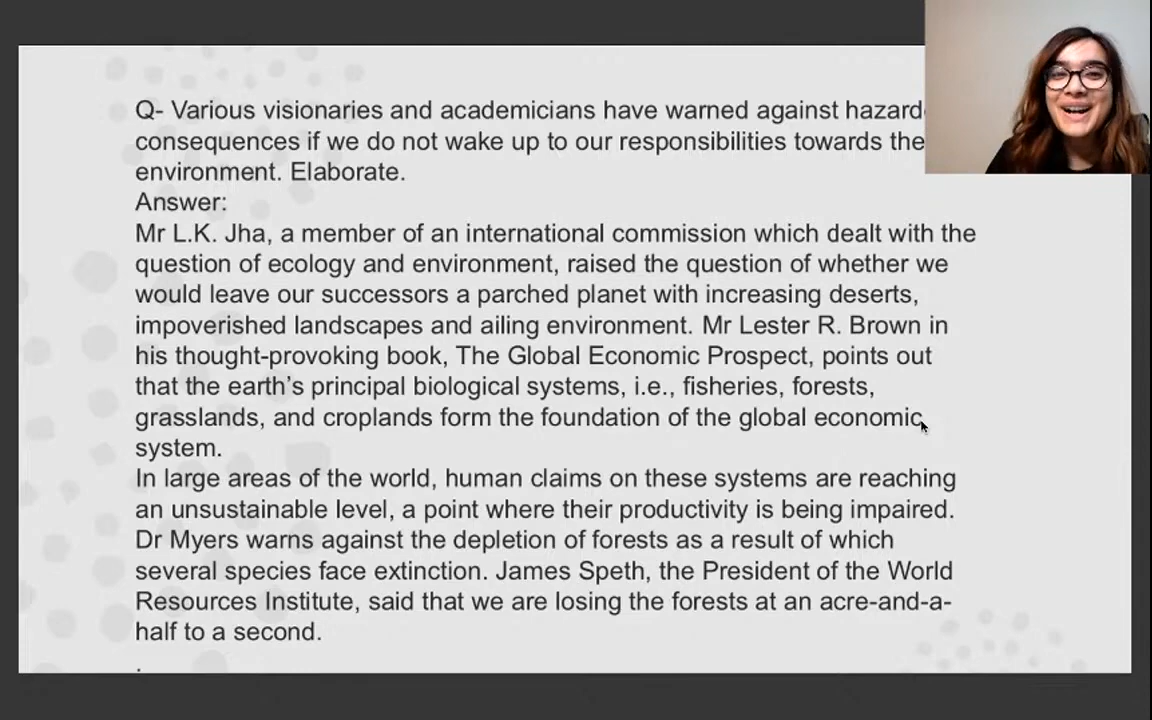 Q- Various visionaries and academicians have warned against hazard
consequences if we do not wake up to our responsibilities towards the
environment. Elaborate.
Answer:
Mr L.K. Jha, a member of an international commission which dealt with the
question of ecology and environment, raised the question of whether we
would leave our successors a parched planet with increasing deserts,
impoverished landscapes and ailing environment. Mr Lester R. Brown in
his thought-provoking book, The Global Economic Prospect, points out
that the earth’s principal biological systems, i.e., fisheries, forests,
grasslands, and croplands form the foundation of the global economic
system.
In large areas of the world, human claims on these systems are reaching
an unsustainable level, a point where their productivity is being impaired.
Dr Myers warns against the depletion of forests as a result of which
several species face extinction. James Speth, the President of the World
Resources Institute, said that we are losing the forests at an acre-and-a-
half to a second.
.